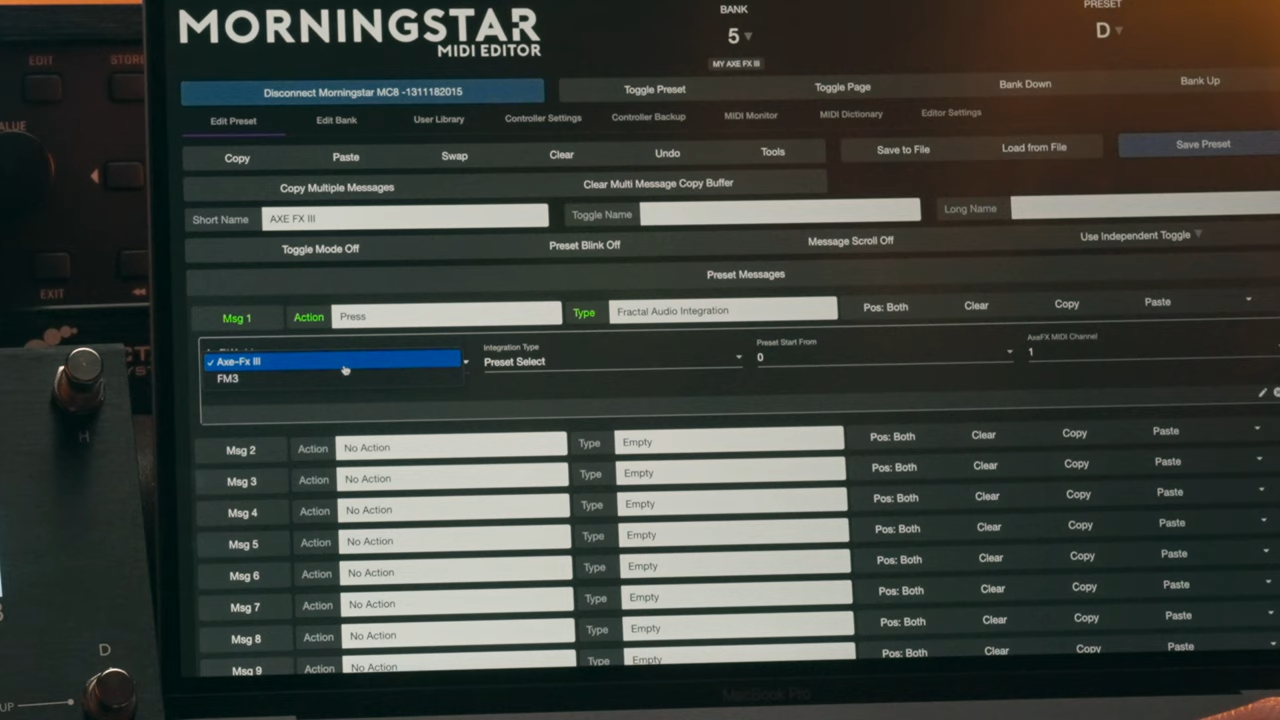 MORNINGSTAR
MIDI EDITOR
BANK
5
MY AXE FX III
PRESET
D
EDIT
STORE
Disconnect Morningstar MC8 -1311182015
Toggle Preset
Toggle Page
Bank Down
Bank Up
Edit Preset
Edit Bank
User Library
Controller Settings
Controller Backup
MIDI Monitor
MIDI Dictionary
Editor Settings
Copy
Paste
Swap
Clear
Undo
Tools
Save to File
Load from File
Save Preset
Copy Multiple Messages
Clear Multi Message Copy Buffer
Short Name
AXE FX III
Toggle Name
Long Name
Toggle Mode Off
Preset Blink Off
Message Scroll Off
Use Independent Toggle
Preset Messages
EXIT
Msg 1 Action Press Type Fractal Audio Integration Pos: Both Clear Copy Paste
Axe-Fx III
FM3
Integration Type
Preset Select
Preset Start From
0
AxeFX MIDI Channel
1
Msg 2 Action No Action Type Empty Pos: Both Clear Copy Paste
Msg 3 Action No Action Type Empty Pos: Both Clear Copy Paste
Msg 4 Action No Action Type Empty Pos: Both Clear Copy Paste
Msg 5 Action No Action Type Empty Pos: Both Clear Copy Paste
Msg 6 Action No Action Type Empty Pos: Both Clear Copy Paste
Msg 7 Action No Action Type Empty Pos: Both Clear Copy Paste
Msg 8 Action No Action Type Empty Pos: Both Clear Copy Paste
Msg 9 Action No Action Type Empty Pos: Both Clear Copy Paste
H
D
UP
MacBook Pro